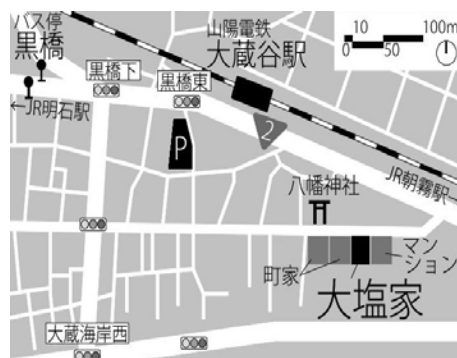 バス停
黒橋
山陽電鉄
大蔵谷駅
10 100m
0 50
黒橋下
黒橋東
←JR明石駅
P
2
JR朝霧駅→
八幡神社
町家
マン
ション
大塩家
大蔵海岸西